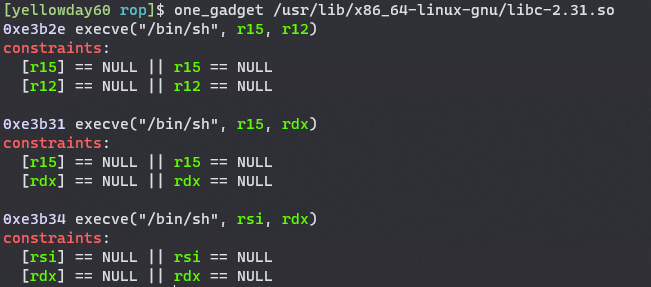 [yellowday60 rop]$ one_gadget /usr/lib/x86_64-linux-gnu/libc-2.31.so
0xe3b2e execve("/bin/sh", r15, r12)
constraints:
  [r15] == NULL || r15 == NULL
  [r12] == NULL || r12 == NULL

0xe3b31 execve("/bin/sh", r15, rdx)
constraints:
  [r15] == NULL || r15 == NULL
  [rdx] == NULL || rdx == NULL

0xe3b34 execve("/bin/sh", rsi, rdx)
constraints:
  [rsi] == NULL || rsi == NULL
  [rdx] == NULL || rdx == NULL